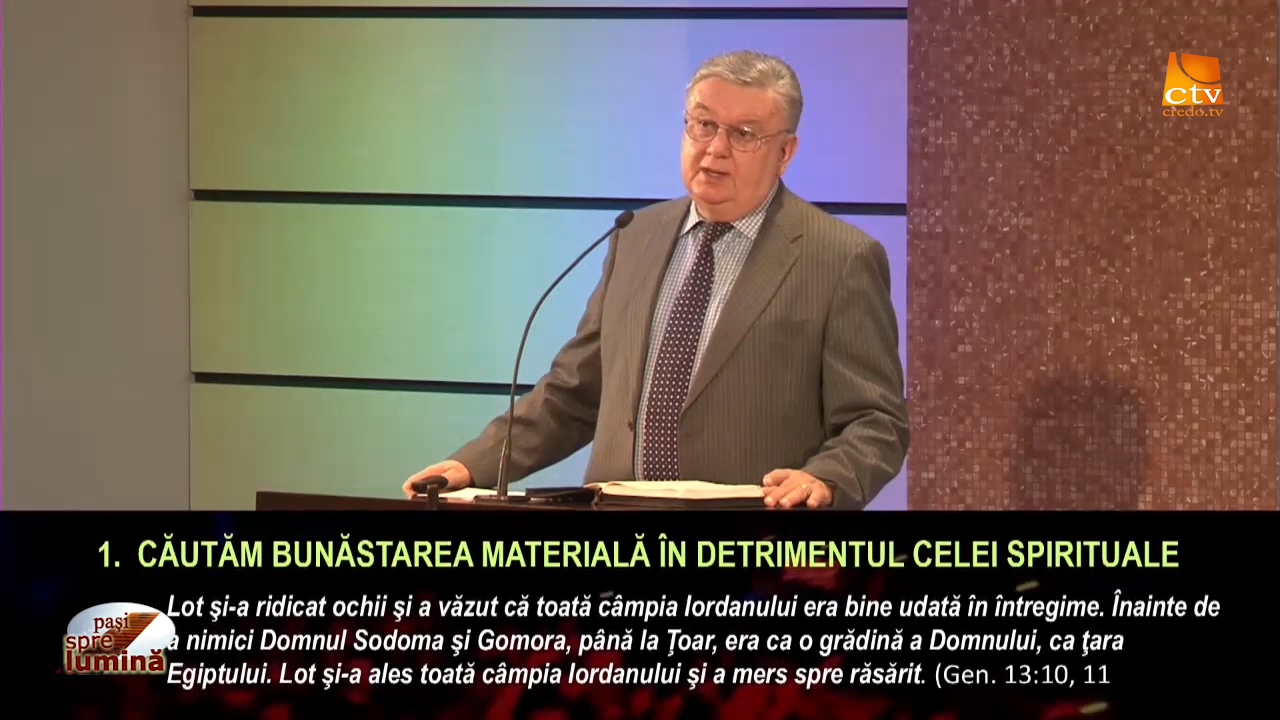 ctv
credo.tv
1. CĂUTĂM BUNĂSTAREA MATERIALĂ ÎN DETRIMENTUL CELEI SPIRITUALE
Lot şi-a ridicat ochii şi a văzut că toată câmpia Iordanului era bine udată în întregime. Înainte de
a nimici Domnul Sodoma şi Gomora, până la Țoar, era ca o grădină a Domnului, ca ţara
Egiptului. Lot şi-a ales toată câmpia Iordanului şi a mers spre răsărit. (Gen. 13:10, 11
paşi
spre
lumină